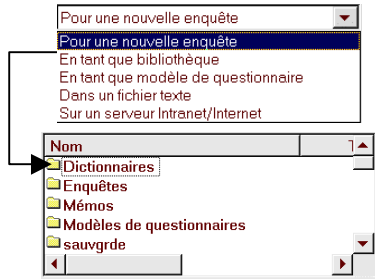 Pour une nouvelle enquête
Pour une nouvelle enquête
En tant que bibliothèque
En tant que modèle de questionnaire
Dans un fichier texte
Sur un serveur Intranet/Internet
Nom
Dictionnaires
Enquêtes
Mémos
Modèles de questionnaires
sauvgrde